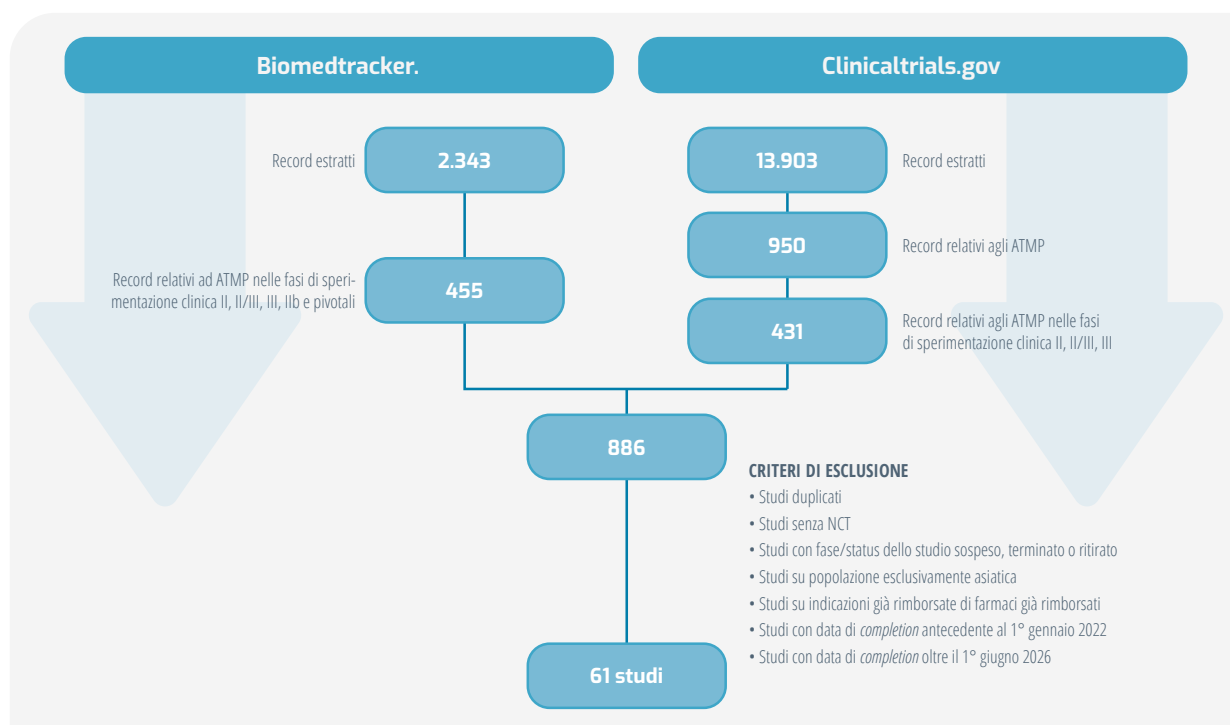 Biomedtracker.
Clinicaltrials.gov
Record estratti
2.343
13.903
Record estratti
950
Record relativi agli ATMP
Record relativi ad ATMP nelle fasi di speri-
mentazione clinica II, II/III, III, IIb e pivotali
455
431
Record relativi agli ATMP nelle fasi
di sperimentazione clinica II, II/III, III
886
CRITERI DI ESCLUSIONE
• Studi duplicati
• Studi senza NCT
• Studi con fase/status dello studio sospeso, terminato o ritirato
• Studi su popolazione esclusivamente asiatica
• Studi su indicazioni già rimborsate di farmaci già rimborsati
• Studi con data di completion antecedente al 1° gennaio 2022
• Studi con data di completion oltre il 1° giugno 2026
61 studi